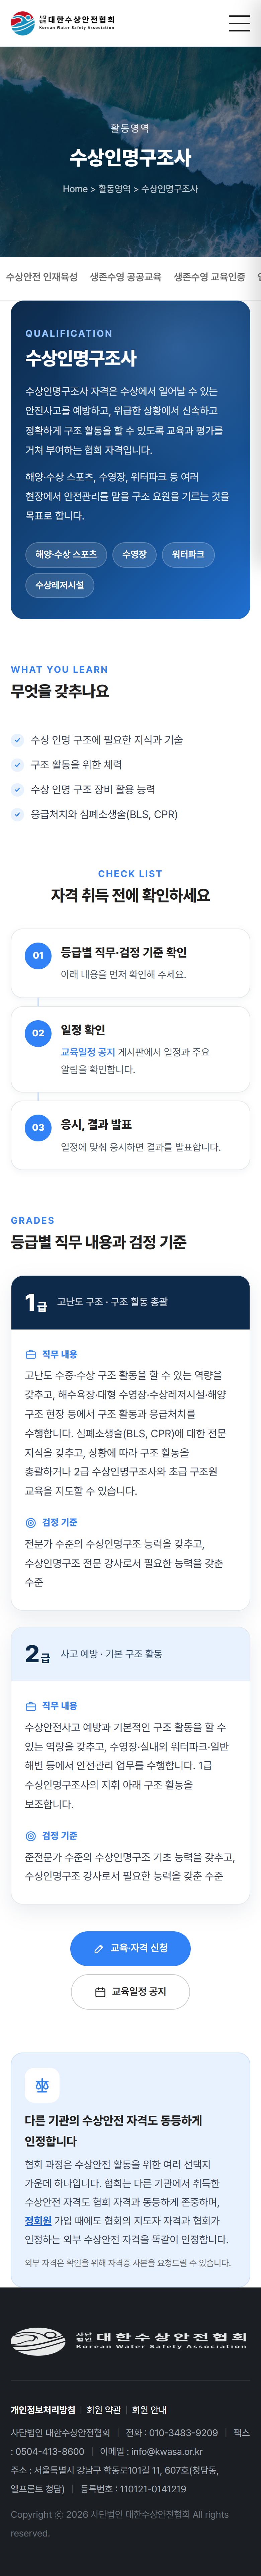 사단법인 대한수상안전협회
Korean Water Safety Association
활동영역
수상인명구조사
Home > 활동영역 > 수상인명구조사
수상안전 인재육성 생존수영 공공교육 생존수영 교육인증
QUALIFICATION
수상인명구조사
수상인명구조사 자격은 수상에서 일어날 수 있는
안전사고를 예방하고, 위급한 상황에서 신속하고
정확하게 구조 활동을 할 수 있도록 교육과 평가를
거쳐 부여하는 협회 자격입니다.
해양·수상 스포츠, 수영장, 워터파크 등 여러
현장에서 안전관리를 맡을 구조 요원을 기르는 것을
목표로 합니다.
해양·수상 스포츠 수영장 워터파크
수상레저시설
WHAT YOU LEARN
무엇을 갖추나요
수상 인명 구조에 필요한 지식과 기술
구조 활동을 위한 체력
수상 인명 구조 장비 활용 능력
응급처치와 심폐소생술(BLS, CPR)
CHECK LIST
자격 취득 전에 확인하세요
01 등급별 직무·검정 기준 확인
아래 내용을 먼저 확인해 주세요.
02 일정 확인
교육일정 공지 게시판에서 일정과 주요
알림을 확인합니다.
03 응시, 결과 발표
일정에 맞춰 응시하면 결과를 발표합니다.
GRADES
등급별 직무 내용과 검정 기준
1급 고난도 구조 · 구조 활동 총괄
직무 내용
고난도 수중·수상 구조 활동을 할 수 있는 역량을
갖추고, 해수욕장·대형 수영장·수상레저시설·해양
구조 현장 등에서 구조 활동과 응급처치를
수행합니다. 심폐소생술(BLS, CPR)에 대한 전문
지식을 갖추고, 상황에 따라 구조 활동을
총괄하거나 2급 수상인명구조사와 초급 구조원
교육을 지도할 수 있습니다.
검정 기준
전문가 수준의 수상인명구조 능력을 갖추고,
수상인명구조 전문 강사로서 필요한 능력을 갖춘
수준
2급 사고 예방 · 기본 구조 활동
직무 내용
수상안전사고 예방과 기본적인 구조 활동을 할 수
있는 역량을 갖추고, 수영장·실내외 워터파크·일반
해변 등에서 안전관리 업무를 수행합니다. 1급
수상인명구조사의 지휘 아래 구조 활동을
보조합니다.
검정 기준
준전문가 수준의 수상인명구조 기초 능력을 갖추고,
수상인명구조 강사로서 필요한 능력을 갖춘 수준
교육·자격 신청
교육일정 공지
다른 기관의 수상안전 자격도 동등하게
인정합니다
협회 과정은 수상안전 활동을 위한 여러 선택지
가운데 하나입니다. 협회는 다른 기관에서 취득한
수상안전 자격도 협회 자격과 동등하게 존중하며,
정회원 가입 때에도 협회의 지도자 자격과 협회가
인정하는 외부 수상안전 자격을 똑같이 인정합니다.
외부 자격은 확인을 위해 자격증 사본을 요청드릴 수 있습니다.
사단법인 대한수상안전협회
Korean Water Safety Association
개인정보처리방침 | 회원 약관 | 회원 안내
사단법인 대한수상안전협회 | 전화 : 010-3483-9209 | 팩스
: 0504-413-8600 | 이메일 : info@kwasa.or.kr
주소 : 서울특별시 강남구 학동로101길 11, 607호(청담동,
엘프론트 청담) | 등록번호 : 110121-0141219
Copyright ⓒ 2026 사단법인 대한수상안전협회 All rights
reserved.